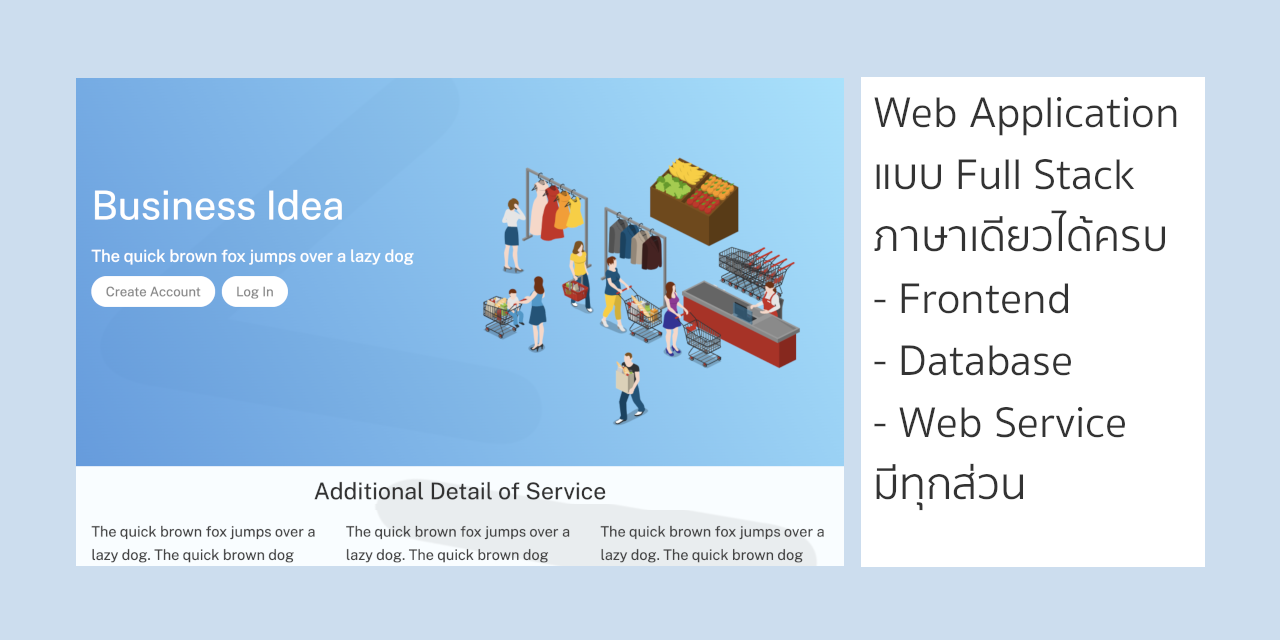 Business Idea
The quick brown fox jumps over a lazy dog
Create Account
Log In
Additional Detail of Service
The quick brown fox jumps over a
lazy dog. The quick brown dog
The quick brown fox jumps over a
lazy dog. The quick brown dog
The quick brown fox jumps over a
lazy dog. The quick brown dog
Web Application
แบบ Full Stack
ภาษาเดียวได้ครบ
- Frontend
- Database
- Web Service
มีทุกส่วน